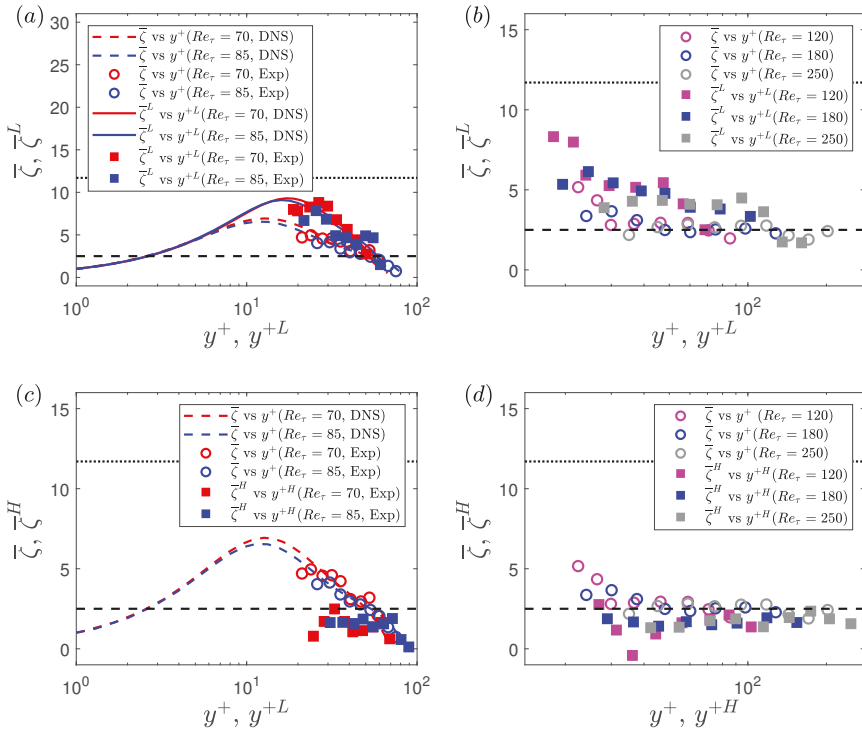 (a)
ζ̅, ζ̅^L
31
25
20
15
10
5
0
ζ̅ vs y^+(Re_τ = 70, DNS)
ζ̅ vs y^+(Re_τ = 85, DNS)
ζ̅ vs y^+(Re_τ = 70, Exp)
ζ̅ vs y^+(Re_τ = 85, Exp)
ζ̅^L vs y^{+L}(Re_τ = 70, DNS)
ζ̅^L vs y^{+L}(Re_τ = 85, DNS)
ζ̅^L vs y^{+L}(Re_τ = 70, Exp)
ζ̅^L vs y^{+L}(Re_τ = 85, Exp)
10^0 10^1 10^2
y^+, y^{+L}
(b)
ζ̅, ζ̅^L
15
10
5
0
ζ̅ vs y^+(Re_τ = 120)
ζ̅ vs y^+(Re_τ = 180)
ζ̅ vs y^+(Re_τ = 250)
ζ̅^L vs y^{+L}(Re_τ = 120)
ζ̅^L vs y^{+L}(Re_τ = 180)
ζ̅^L vs y^{+L}(Re_τ = 250)
10^2
y^+, y^{+L}
(c)
ζ̅, ζ̅^H
15
10
5
0
ζ̅ vs y^+(Re_τ = 70, DNS)
ζ̅ vs y^+(Re_τ = 85, DNS)
ζ̅ vs y^+(Re_τ = 70, Exp)
ζ̅ vs y^+(Re_τ = 85, Exp)
ζ̅^H vs y^{+H}(Re_τ = 70, Exp)
ζ̅^H vs y^{+H}(Re_τ = 85, Exp)
10^0 10^1 10^2
y^+, y^{+L}
(d)
ζ̅, ζ̅^H
15
10
5
0
ζ̅ vs y^+ (Re_τ = 120)
ζ̅ vs y^+(Re_τ = 180)
ζ̅ vs y^+(Re_τ = 250)
ζ̅^H vs y^{+H}(Re_τ = 120)
ζ̅^H vs y^{+H}(Re_τ = 180)
ζ̅^H vs y^{+H}(Re_τ = 250)
10^2
y^+, y^{+H}